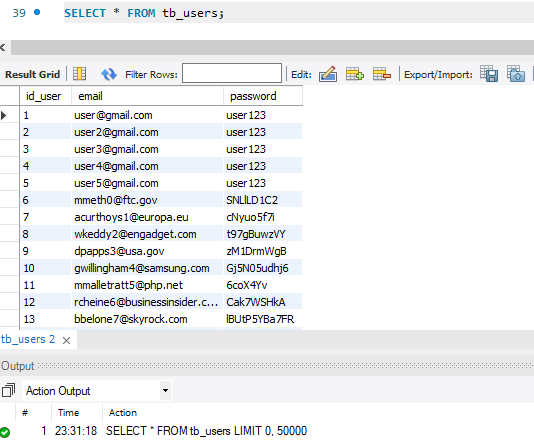 39 SELECT * FROM tb_users;
Result Grid Filter Rows: Edit: Export/Import:
id_user email password
1 user@gmail.com user123
2 user2@gmail.com user123
3 user3@gmail.com user123
4 user4@gmail.com user123
5 user5@gmail.com user123
6 mmeth0@ftc.gov SNLlLD1C2
7 acurthoys1@europa.eu cNyuo5f7i
8 wkeddy2@engadget.com t97gBuwzVY
9 dpapps3@usa.gov zM1DrmWgB
10 gwillingham4@samsung.com Gj5N05udhj6
11 mmalletratt5@php.net 6coX4Yv
12 rcheine6@businessinsider.c... Cak7WSHkA
13 bbelone7@skyrock.com lBUtP5YBa7FR
tb_users 2
Output
Action Output
# Time Action
1 23:31:18 SELECT * FROM tb_users LIMIT 0, 50000